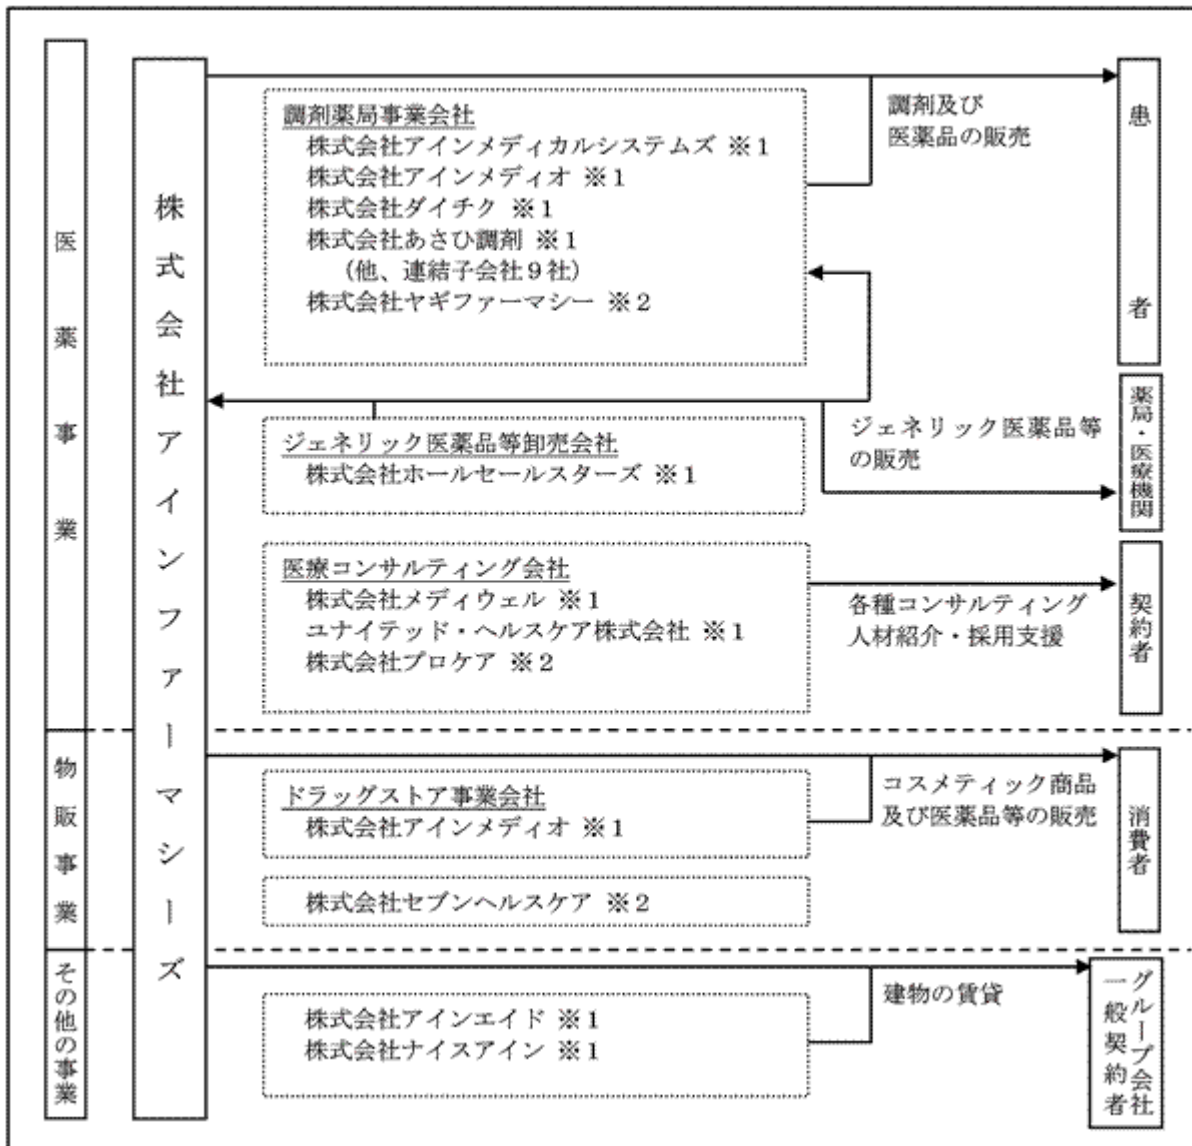 医薬事業
株式会社アインファーマシーズ
調剤薬局事業会社
株式会社アインメディカルシステムズ ※1
株式会社アインメディオ ※1
株式会社ダイチク ※1
株式会社あさひ調剤 ※1
(他、連結子会社9社)
株式会社ヤギファーマシー ※2
調剤及び
医薬品の販売
患者
ジェネリック医薬品等卸売会社
株式会社ホールセールスターズ ※1
ジェネリック医薬品等
の販売
薬局・医療機関
医療コンサルティング会社
株式会社メディウェル ※1
ユナイテッド・ヘルスケア株式会社 ※1
株式会社プロケア ※2
各種コンサルティング
人材紹介・採用支援
契約者
物販事業
ドラッグストア事業会社
株式会社アインメディオ ※1
株式会社セブンヘルスケア ※2
コスメティック商品
及び医薬品等の販売
消費者
その他の事業
株式会社アインエイド ※1
株式会社ナイスアイン ※1
建物の賃貸
グループ会社
一般契約者